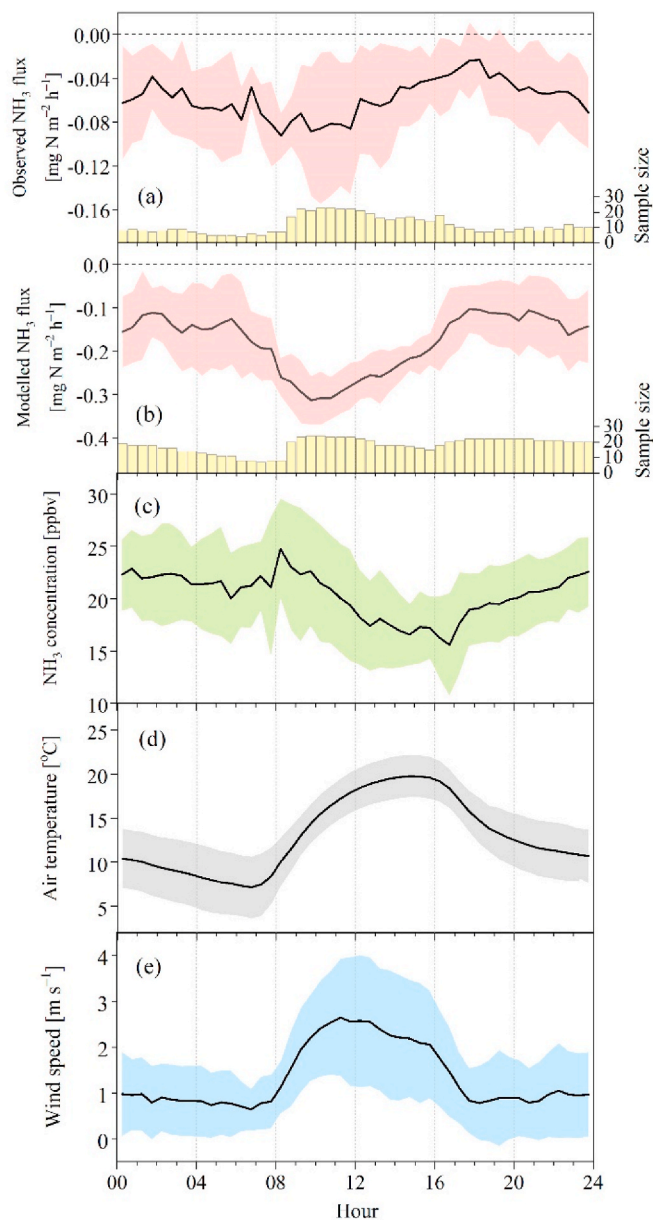 Observed NH₃ flux
[mg N m⁻² h⁻¹]
0.00
-0.04
-0.08
-0.12
-0.16
(a)
30
20
10
0
Sample size
Modelled NH₃ flux
[mg N m⁻² h⁻¹]
0.0
-0.1
-0.2
-0.3
-0.4
(b)
30
20
10
0
Sample size
NH₃ concentration [ppbv]
30
25
20
15
10
(c)
Air temperature [°C]
25
20
15
10
5
(d)
Wind speed [m s⁻¹]
4
3
2
1
0
(e)
00 04 08 12 16 20 24
Hour